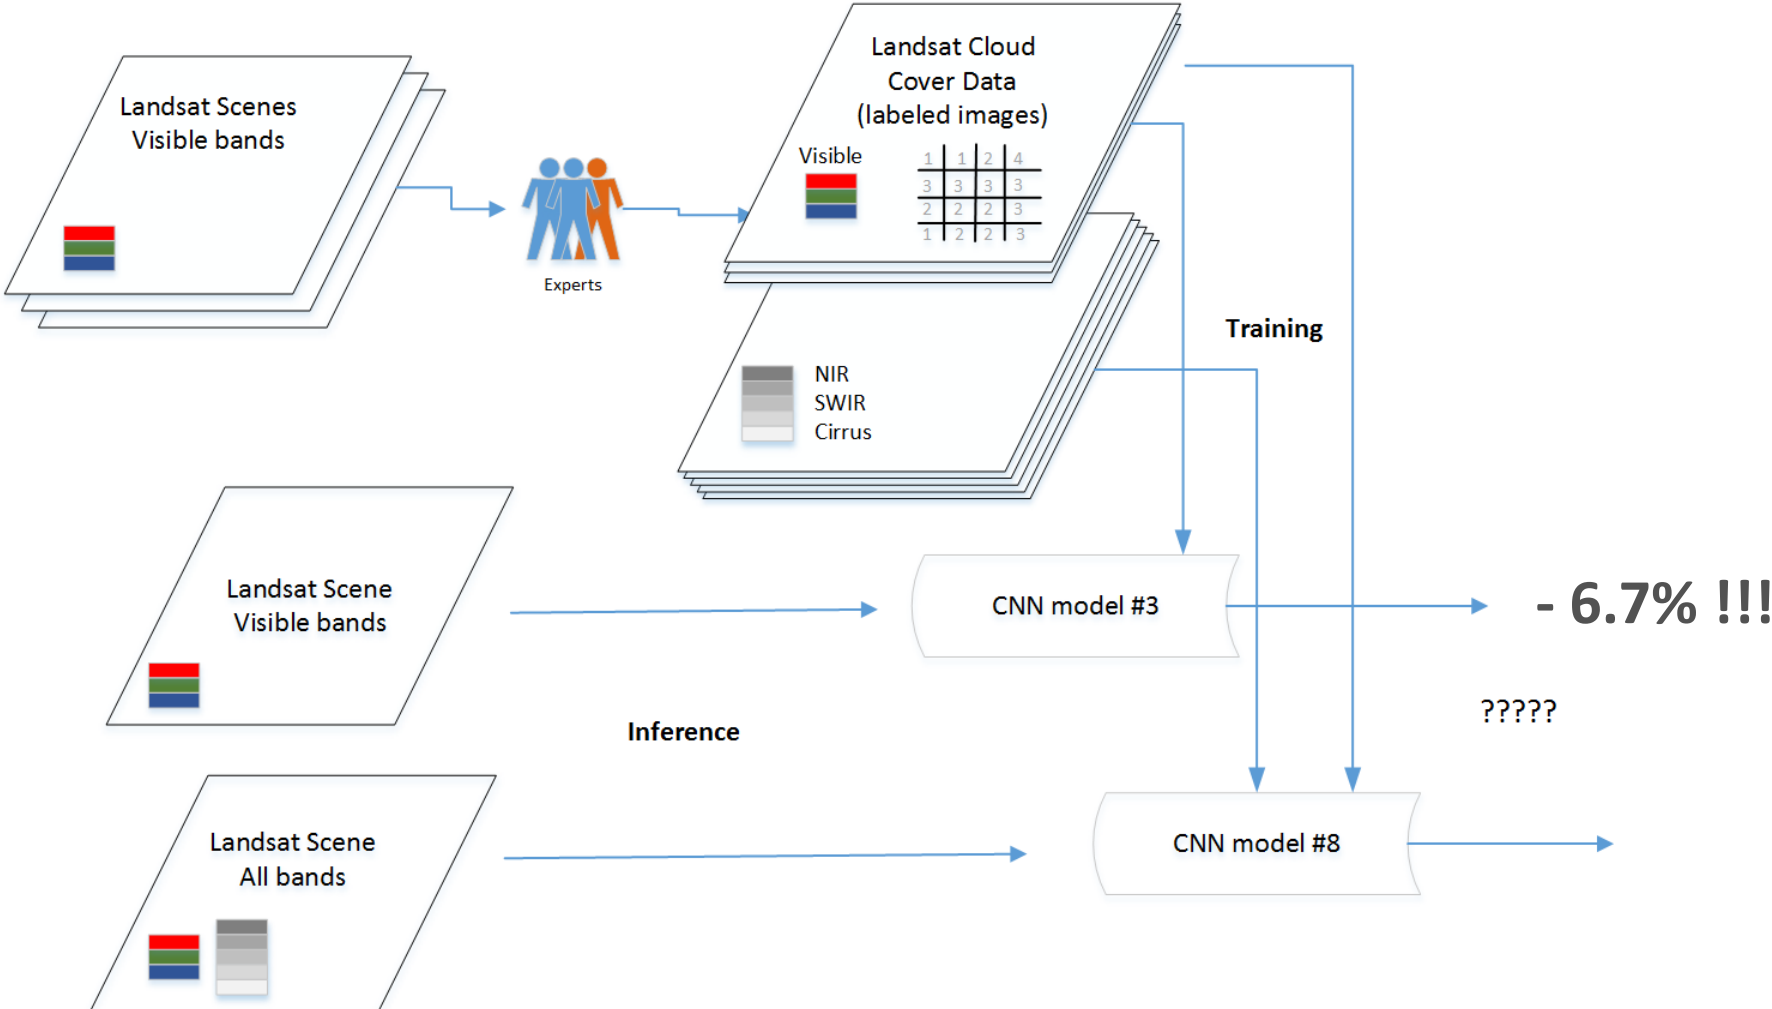 Landsat Scenes
Visible bands
Experts
Landsat Cloud
Cover Data
(labeled images)
Visible
1 1 2 4
3 3 3 3
2 2 2 3
1 2 2 3
NIR
SWIR
Cirrus
Training
Landsat Scene
Visible bands
CNN model #3
- 6.7% !!!
Inference
?????
Landsat Scene
All bands
CNN model #8